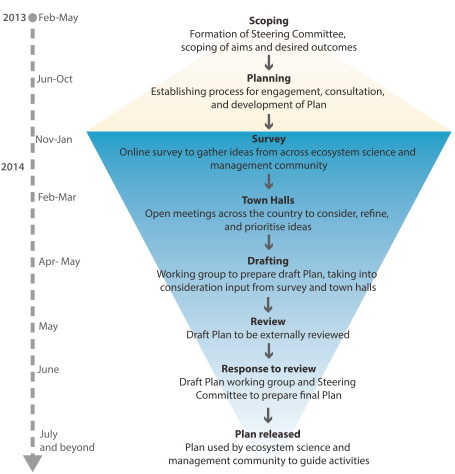 2013 Feb-May
Scoping
Formation of Steering Committee,
scoping of aims and desired outcomes
Jun-Oct
Planning
Establishing process for engagement, consultation,
and development of Plan
Nov-Jan
Survey
Online survey to gather ideas from across ecosystem science and
management community
2014
Feb-Mar
Town Halls
Open meetings across the country to consider, refine,
and prioritise ideas
Apr- May
Drafting
Working group to prepare draft Plan, taking into
consideration input from survey and town halls
May
Review
Draft Plan to be externally reviewed
June
Response to review
Draft Plan working group and Steering
Committee to prepare final Plan
July
and beyond
Plan released
Plan used by ecosystem science and
management community to guide activities